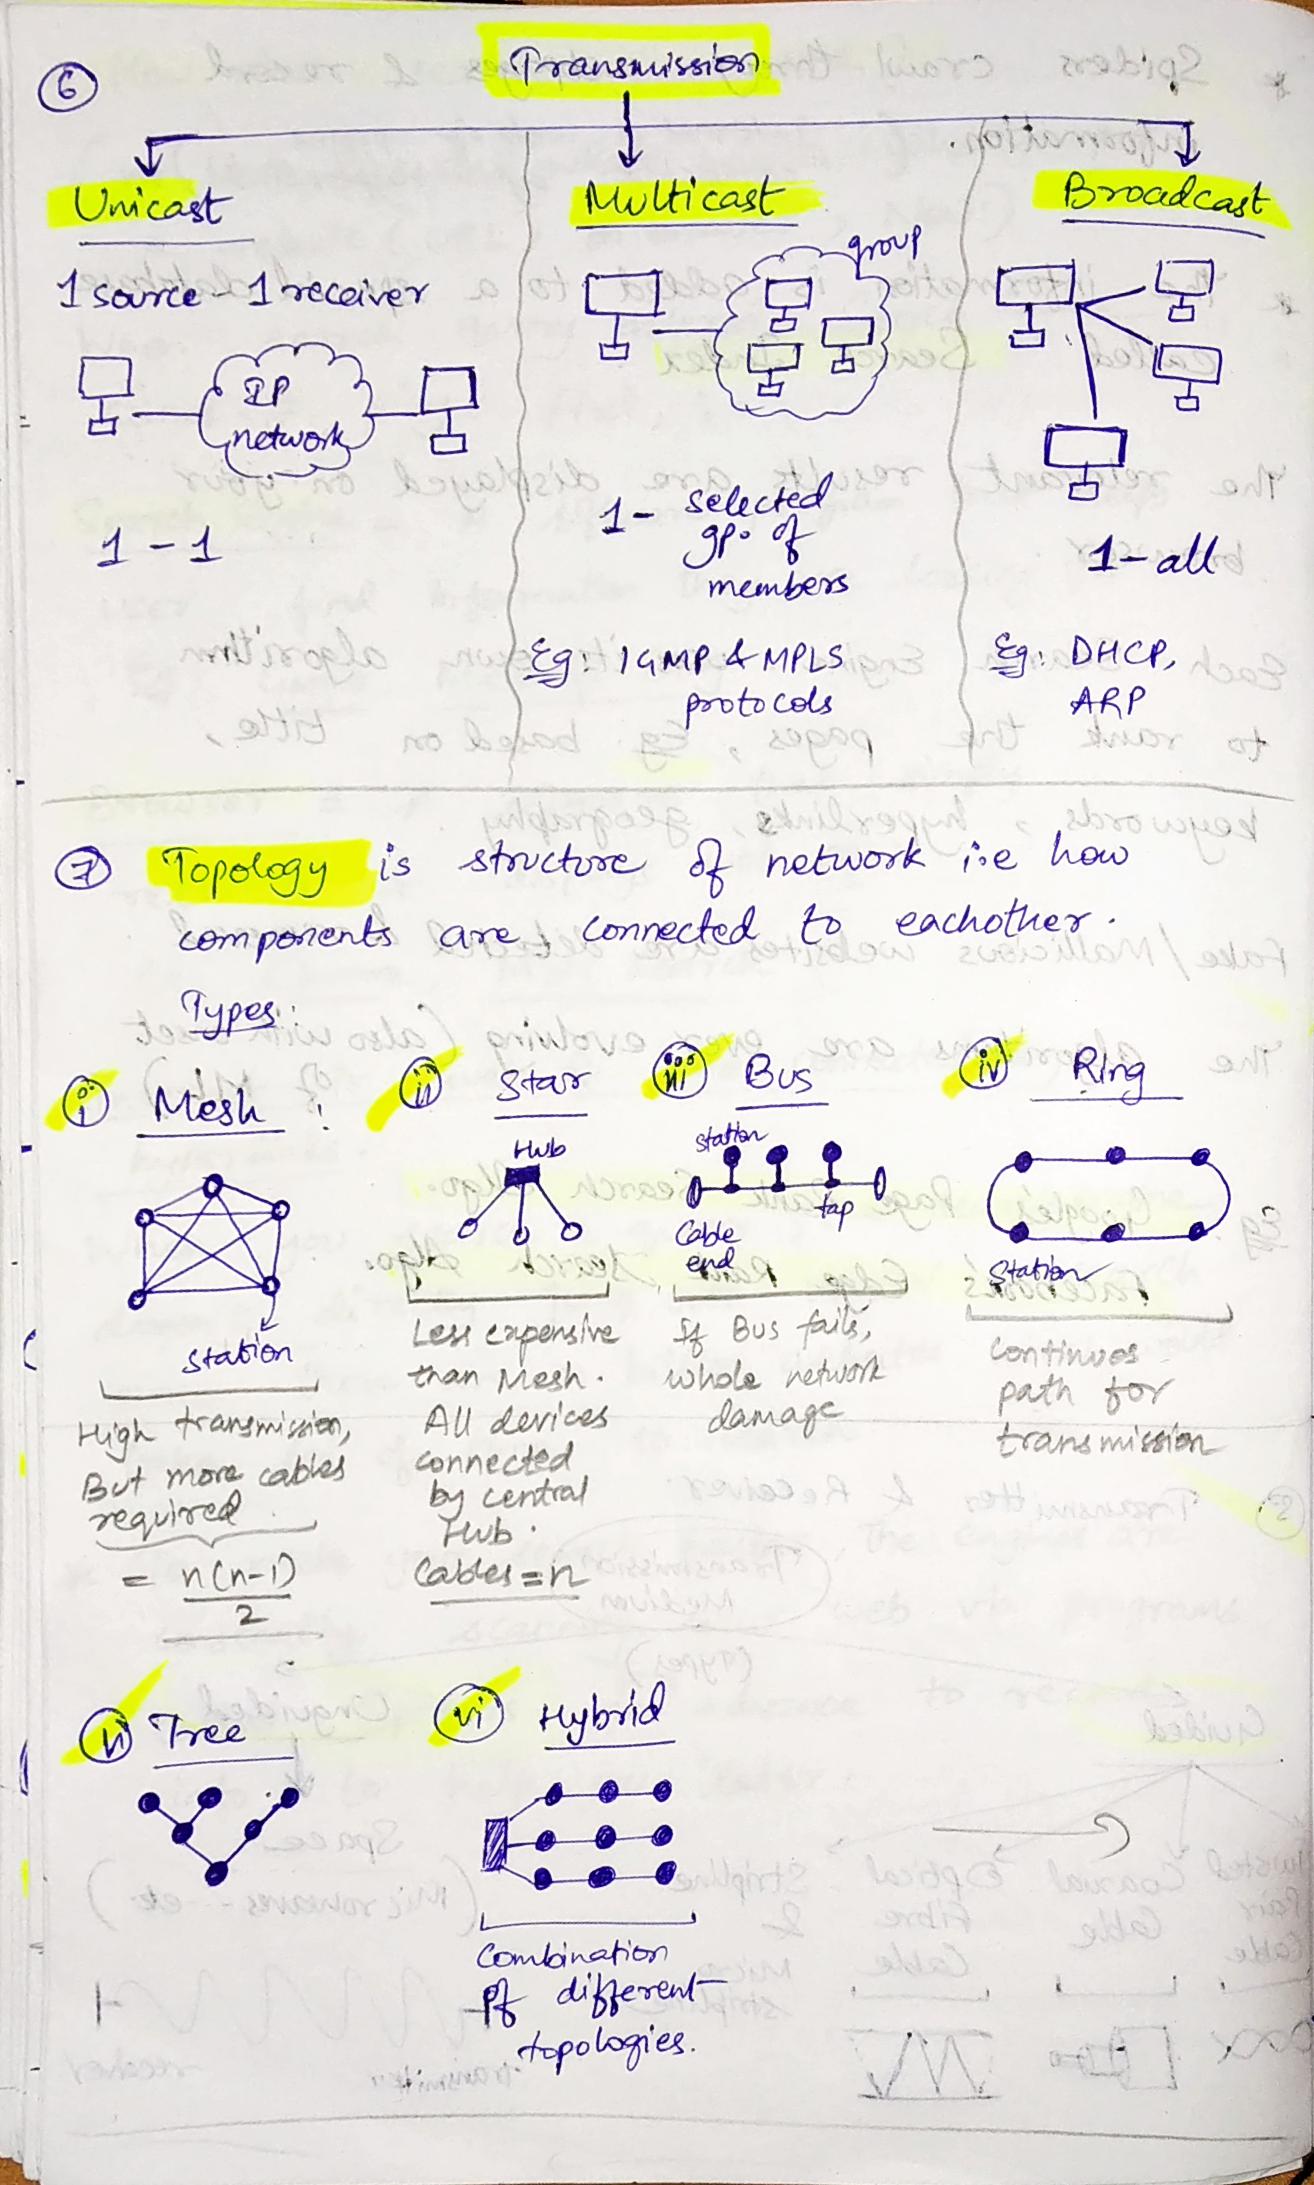 6
Transmission
Unicast
1 source - 1 receiver
IP
network
1 - 1
Multicast
group
1 - selected
gp. of
members
Eg: IGMP & MPLS
protocols
Broadcast
1 - all
Eg: DHCP,
ARP
7 Topology is structure of network i.e how
components are connected to eachother.
Types:
i Mesh :
station
High transmission,
But more cables
required
= n(n-1)
2
ii Star
Hub
Less expensive
than Mesh.
All devices
connected
by central
Hub.
Cables = n
iii Bus
station
tap
Cable
end
If Bus fails,
whole network
damage
iv Ring
Station
Continuos
path for
transmission
v Tree
vi Hybrid
Combination
of different
topologies.